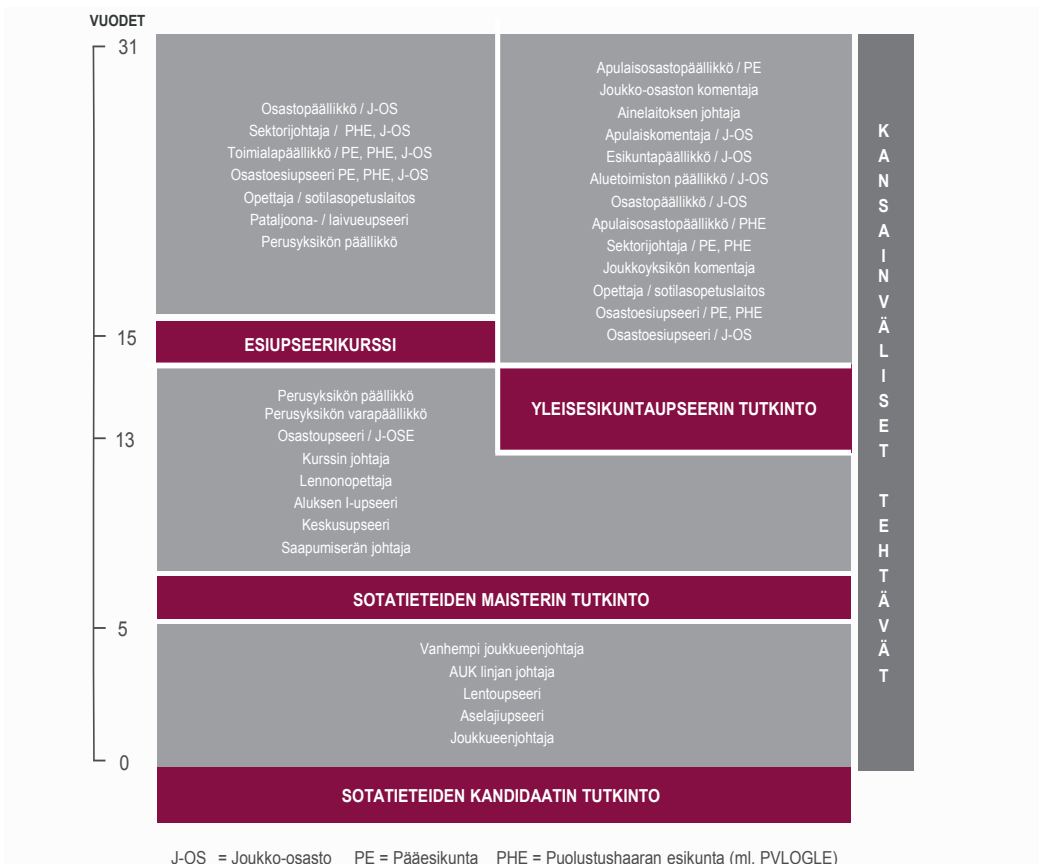 VUODET
31
Osastopäällikkö / J-OS
Sektorijohtaja / PHE, J-OS
Toimialapäällikkö / PE, PHE, J-OS
Osastoesiupseeri PE, PHE, J-OS
Opettaja / sotilasopetuslaitos
Pataljoona- / laivueupseeri
Perusyksikön päällikkö
Apulaisosastopäällikkö / PE
Joukko-osaston komentaja
Ainelaitoksen johtaja
Apulaiskomentaja / J-OS
Esikuntapäällikkö / J-OS
Aluetoimiston päällikkö / J-OS
Osastopäällikkö / J-OS
Apulaisosastopäällikkö / PHE
Sektorijohtaja / PE, PHE
Joukkoyksikön komentaja
Opettaja / sotilasopetuslaitos
Osastoesiupseeri / PE, PHE
Osastoesiupseeri / J-OS
15
ESIUPSEERIKURSSI
YLEISESIKUNTAUPSEERIN TUTKINTO
13
Perusyksikön päällikkö
Perusyksikön varapäällikkö
Osastoupseeri / J-OSE
Kurssin johtaja
Lennonopettaja
Aluksen I-upseeri
Keskusupseeri
Saapumiserän johtaja
SOTATIETEIDEN MAISTERIN TUTKINTO
5
Vanhempi joukkueenjohtaja
AUK linjan johtaja
Lentoupseeri
Aselajiupseeri
Joukkueenjohtaja
0
SOTATIETEIDEN KANDIDAATIN TUTKINTO
KANSAINVÄLISET TEHTÄVÄT
J-OS = Joukko-osasto PE = Pääesikunta PHE = Puolustushaaran esikunta (ml. PVLOGLE)